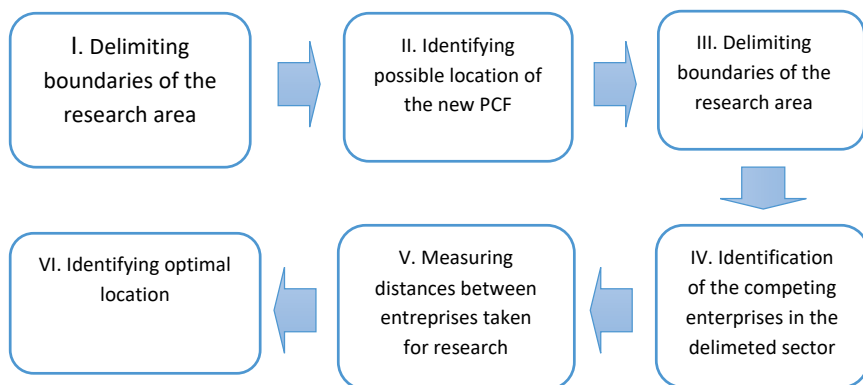 I. Delimiting
boundaries of the
research area
II. Identifying
possible location of
the new PCF
III. Delimiting
boundaries of the
research area
IV. Identification
of the competing
enterprises in the
delimeted sector
V. Measuring
distances between
entreprises taken
for research
VI. Identifying optimal
location